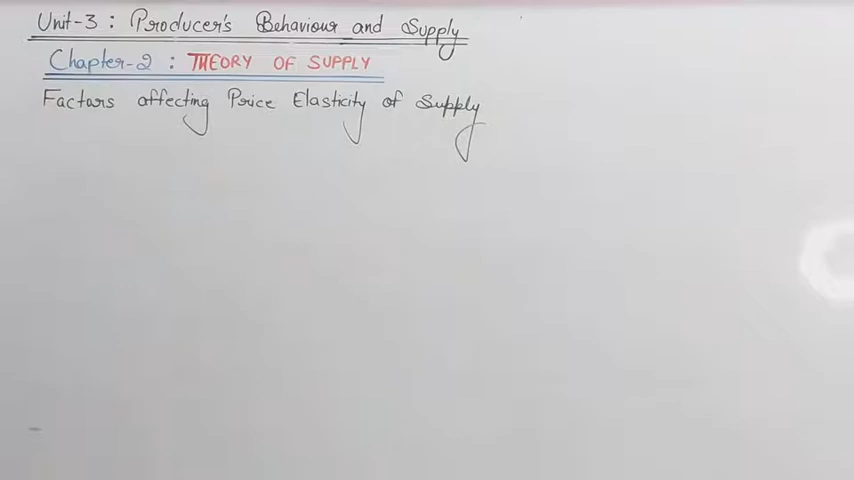 Unit-3 : Producer's Behaviour and Supply
Chapter-2 : THEORY OF SUPPLY
Factors affecting Price Elasticity of Supply